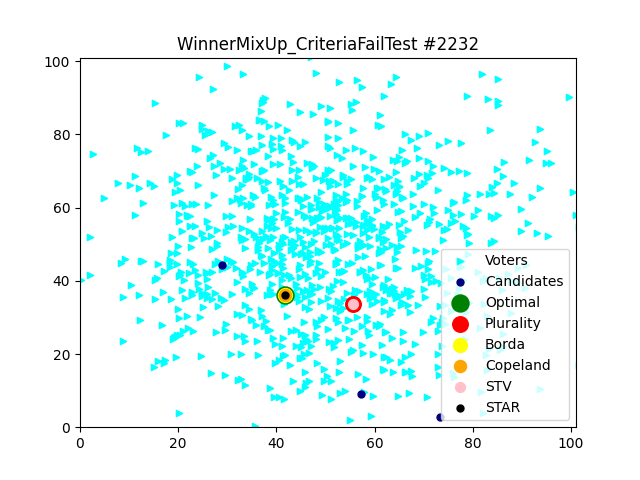 WinnerMixUp_CriteriaFailTest #2232
100
80
60
40
20
0
0 20 40 60 80 100
Voters
Candidates
Optimal
Plurality
Borda
Copeland
STV
STAR